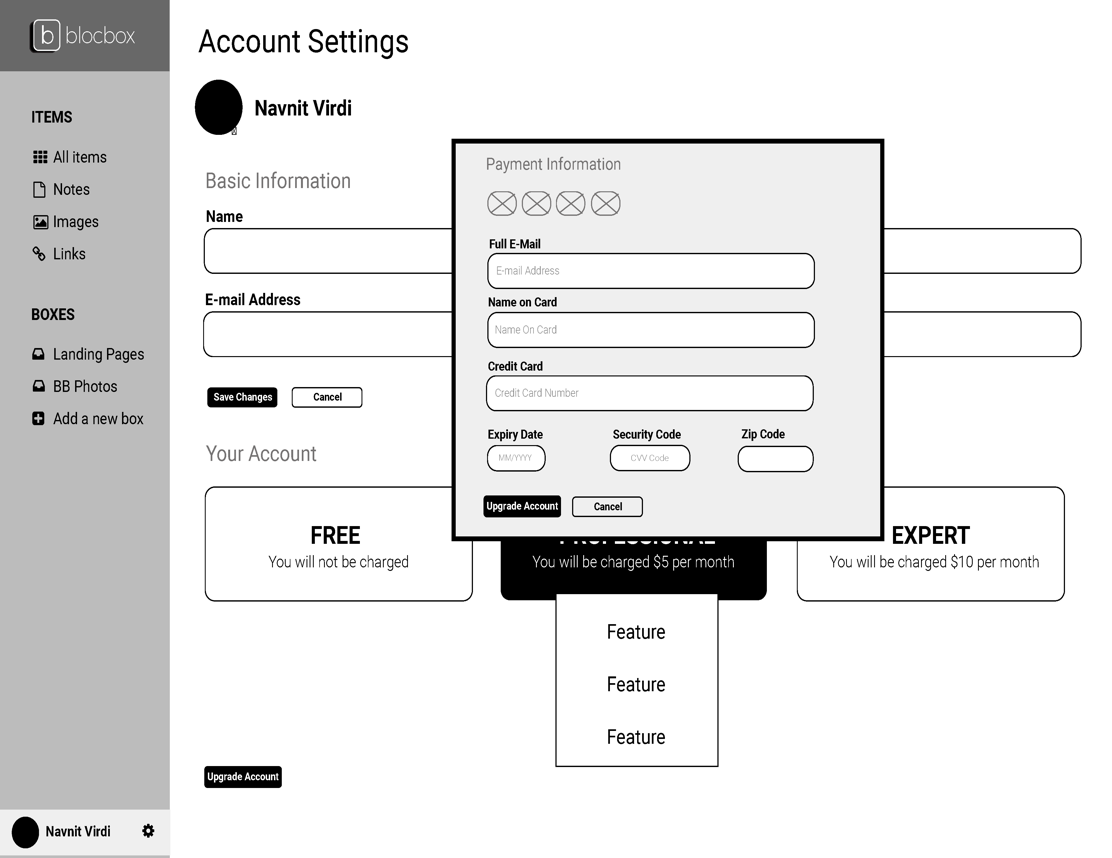 b blocbox
ITEMS
All items
Notes
Images
Links
BOXES
Landing Pages
BB Photos
Add a new box
Navnit Virdi
Account Settings
Navnit Virdi
Basic Information
Name
E-mail Address
Save Changes Cancel
Your Account
FREE
You will not be charged
PROFESSIONAL
You will be charged $5 per month
EXPERT
You will be charged $10 per month
Feature
Feature
Feature
Upgrade Account
Payment Information
Full E-Mail
E-mail Address
Name on Card
Name On Card
Credit Card
Credit Card Number
Expiry Date Security Code Zip Code
MM/YYYY CVV Code
Upgrade Account Cancel